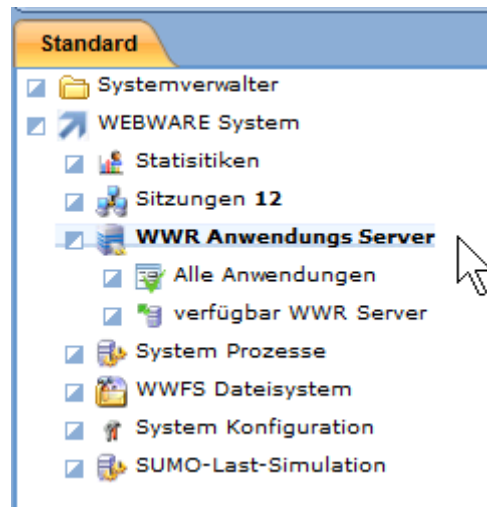 Standard
Systemverwalter
WEBWARE System
Statisitiken
Sitzungen 12
WWR Anwendungs Server
Alle Anwendungen
verfügbar WWR Server
System Prozesse
WWFS Dateisystem
System Konfiguration
SUMO-Last-Simulation